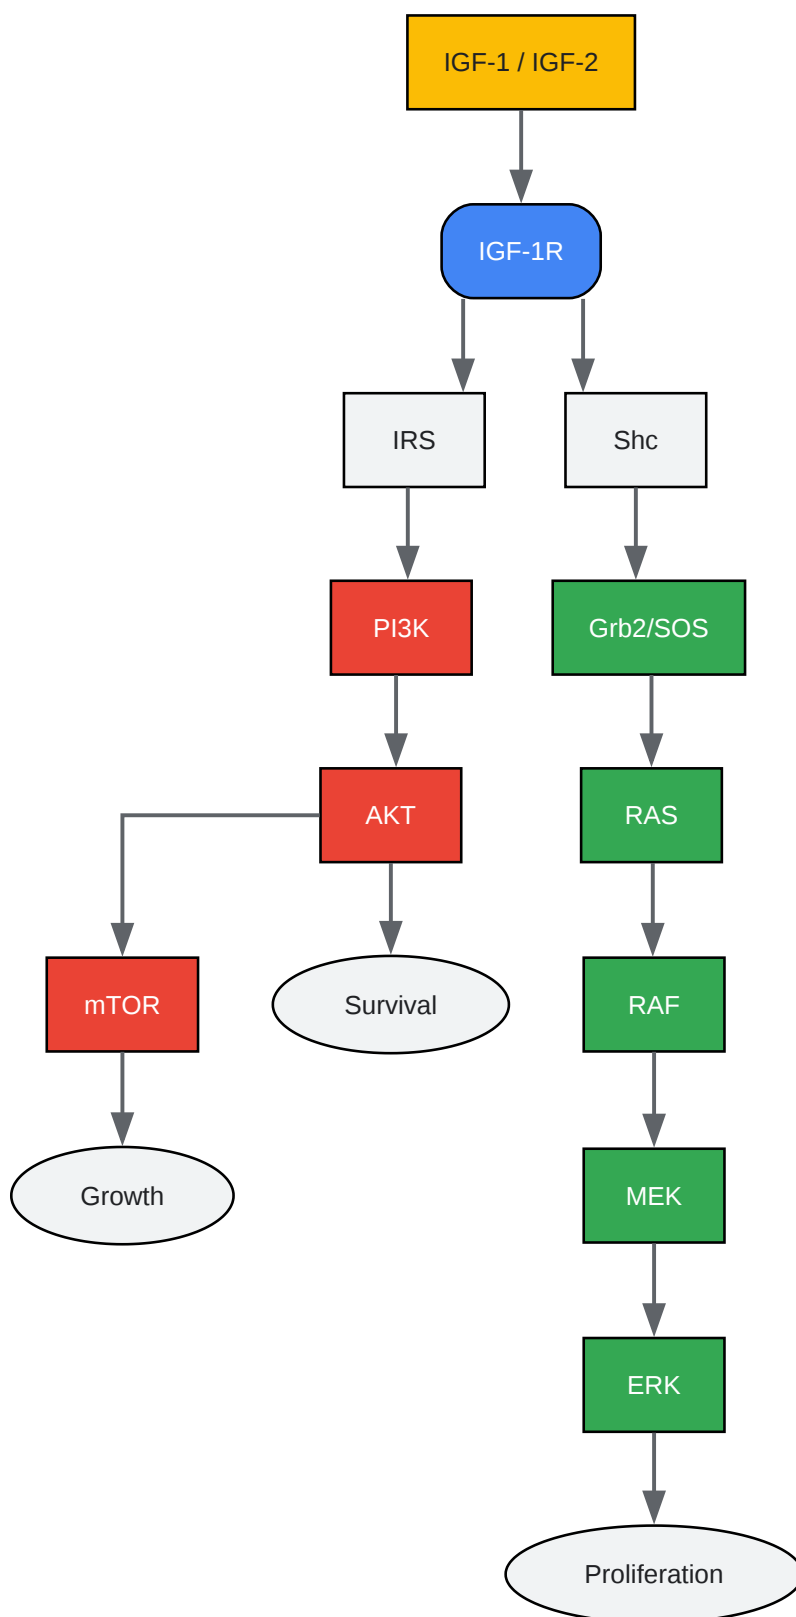 IGF-1 / IGF-2
IGF-1R
IRS
Shc
PI3K
Grb2/SOS
AKT
RAS
mTOR
Survival
RAF
Growth
MEK
ERK
Proliferation